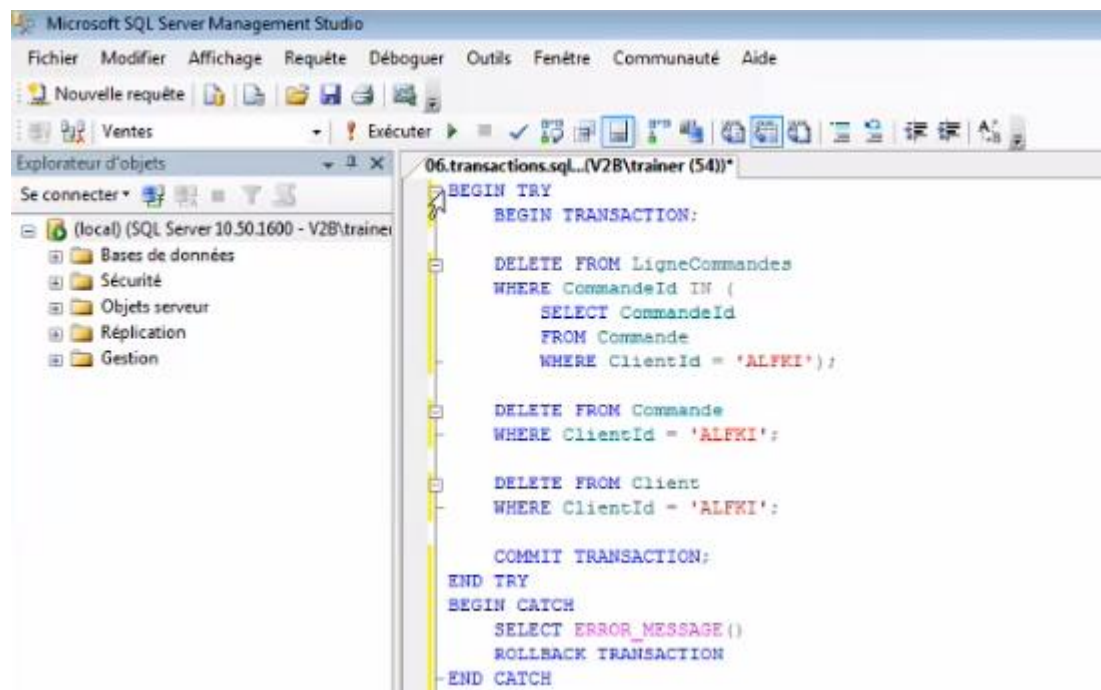 Microsoft SQL Server Management Studio
Fichier Modifier Affichage Requête Déboguer Outils Fenêtre Communauté Aide
Nouvelle requête
Ventes Exécuter
Explorateur d'objets
06.transactions.sql...(V2B\trainer (54))*
Se connecter
(local) (SQL Server 10.50.1600 - V2B\trainer
Bases de données
Sécurité
Objets serveur
Réplication
Gestion
BEGIN TRY
BEGIN TRANSACTION;
DELETE FROM LigneCommandes
WHERE CommandeId IN (
SELECT CommandeId
FROM Commande
WHERE ClientId = 'ALFKI');
DELETE FROM Commande
WHERE ClientId = 'ALFKI';
DELETE FROM Client
WHERE ClientId = 'ALFKI';
COMMIT TRANSACTION;
END TRY
BEGIN CATCH
SELECT ERROR_MESSAGE()
ROLLBACK TRANSACTION
END CATCH